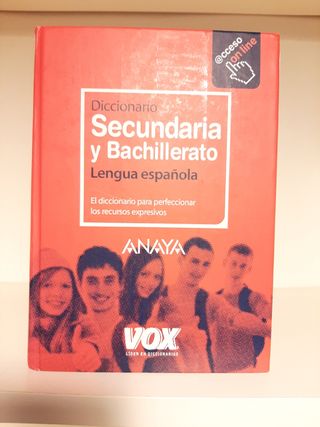 @cceso
on line
Diccionario
Secundaria
y Bachillerato
Lengua española
El diccionario para perfeccionar
los recursos expresivos
ANAYA
VOX
LÍDER EN DICCIONARIOS